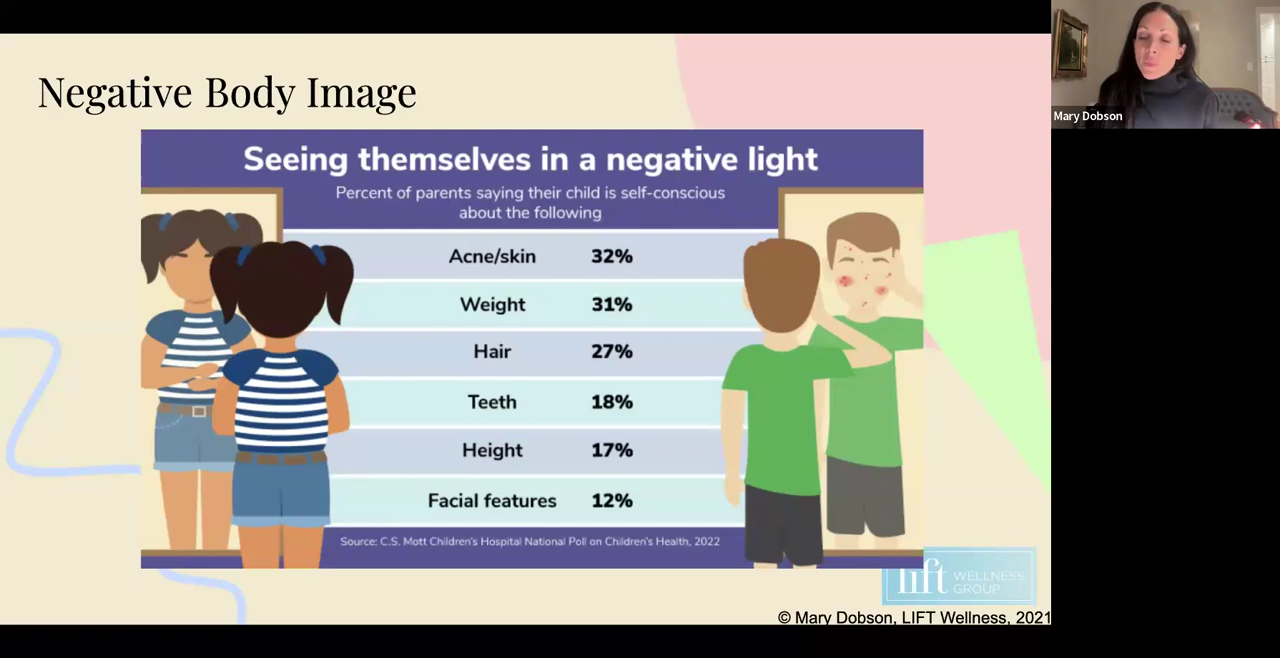 Negative Body Image
Seeing themselves in a negative light
Percent of parents saying their child is self-conscious
about the following
Acne/skin 32%
Weight 31%
Hair 27%
Teeth 18%
Height 17%
Facial features 12%
Source: C.S. Mott Children's Hospital National Poll on Children's Health, 2022
lift WELLNESS
GROUP
© Mary Dobson, LIFT Wellness, 2021
Mary Dobson